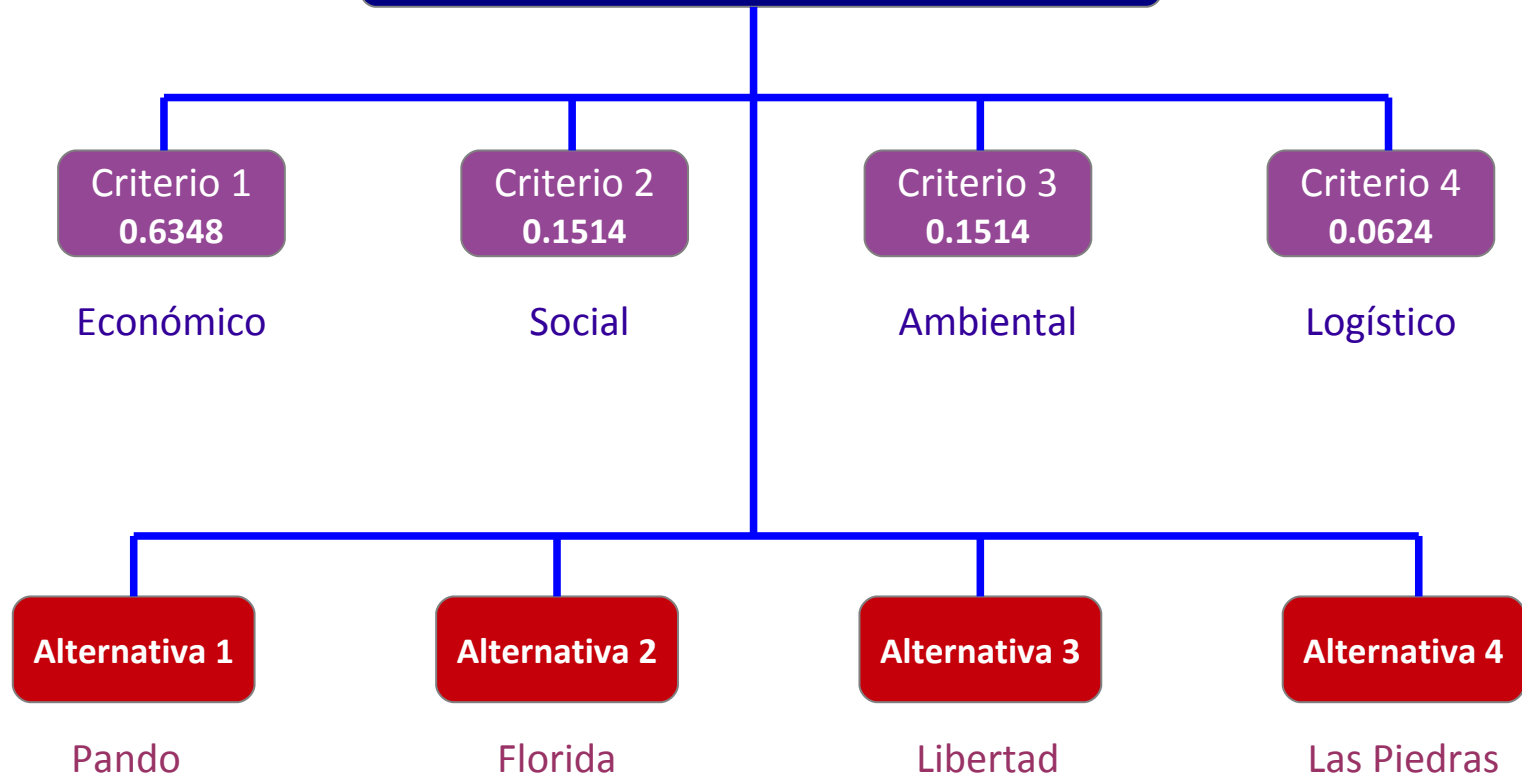 Criterio 1
0.6348
Criterio 2
0.1514
Criterio 3
0.1514
Criterio 4
0.0624
Económico
Social
Ambiental
Logístico
Alternativa 1
Alternativa 2
Alternativa 3
Alternativa 4
Pando
Florida
Libertad
Las Piedras